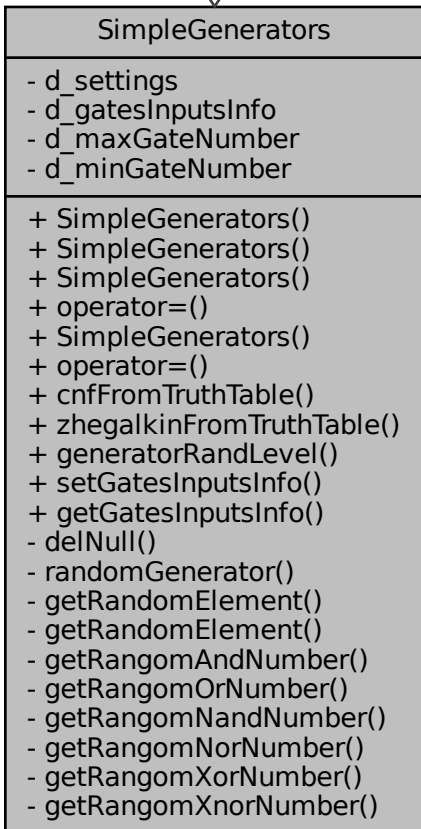 SimpleGenerators
- d_settings
- d_gatesInputsInfo
- d_maxGateNumber
- d_minGateNumber
+ SimpleGenerators()
+ SimpleGenerators()
+ SimpleGenerators()
+ operator=()
+ SimpleGenerators()
+ operator=()
+ cnfFromTruthTable()
+ zhegalkinFromTruthTable()
+ generatorRandLevel()
+ setGatesInputsInfo()
+ getGatesInputsInfo()
- delNull()
- randomGenerator()
- getRandomElement()
- getRandomElement()
- getRangomAndNumber()
- getRangomOrNumber()
- getRangomNandNumber()
- getRangomNorNumber()
- getRangomXorNumber()
- getRangomXnorNumber()